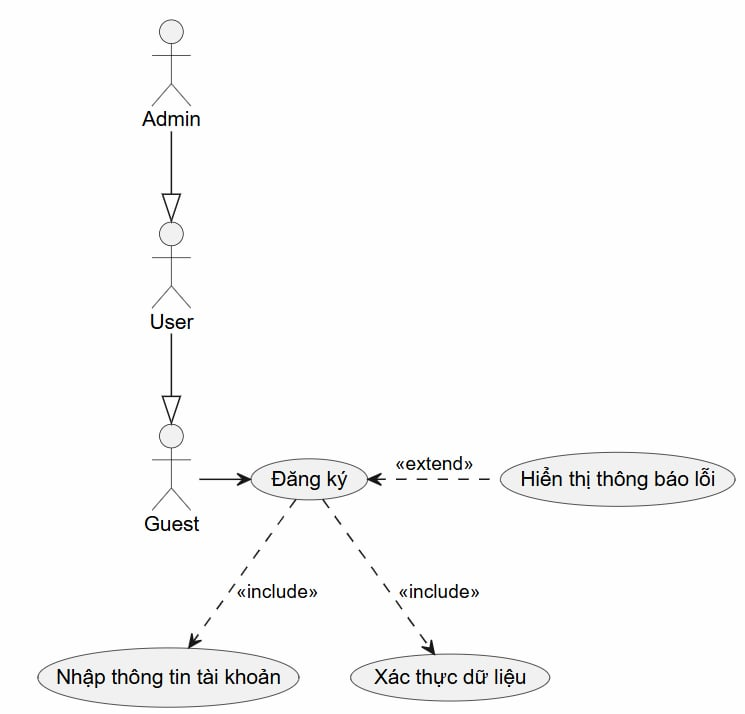 Admin
User
Guest
Đăng ký
«extend»
Hiển thị thông báo lỗi
«include»
«include»
Nhập thông tin tài khoản
Xác thực dữ liệu